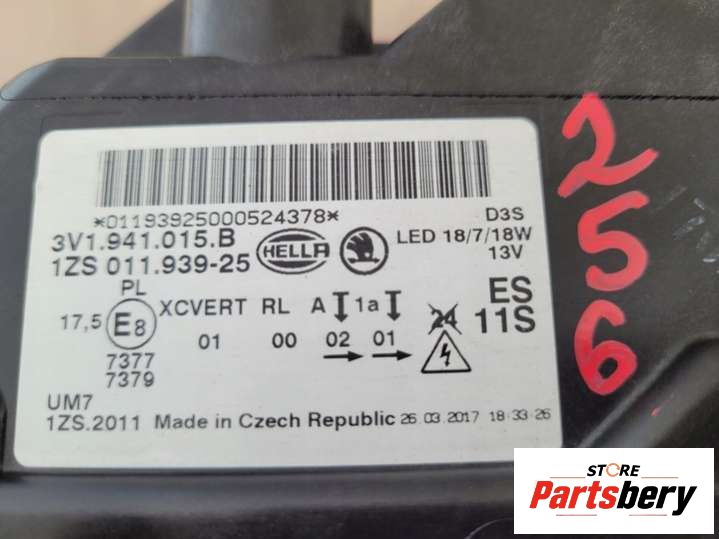 *01193925000524378*
D3S
3V1.941.015.B
HELLA
LED 18/7/18W
1ZS 011.939-25
13V
PL
XCVERT RL A 1a
ES
17,5 E8
24 11S
01 00 02 01
7377
7379
UM7
1ZS.2011 Made in Czech Republic 26.03.2017 18:33:26
256
STORE
Partsbery